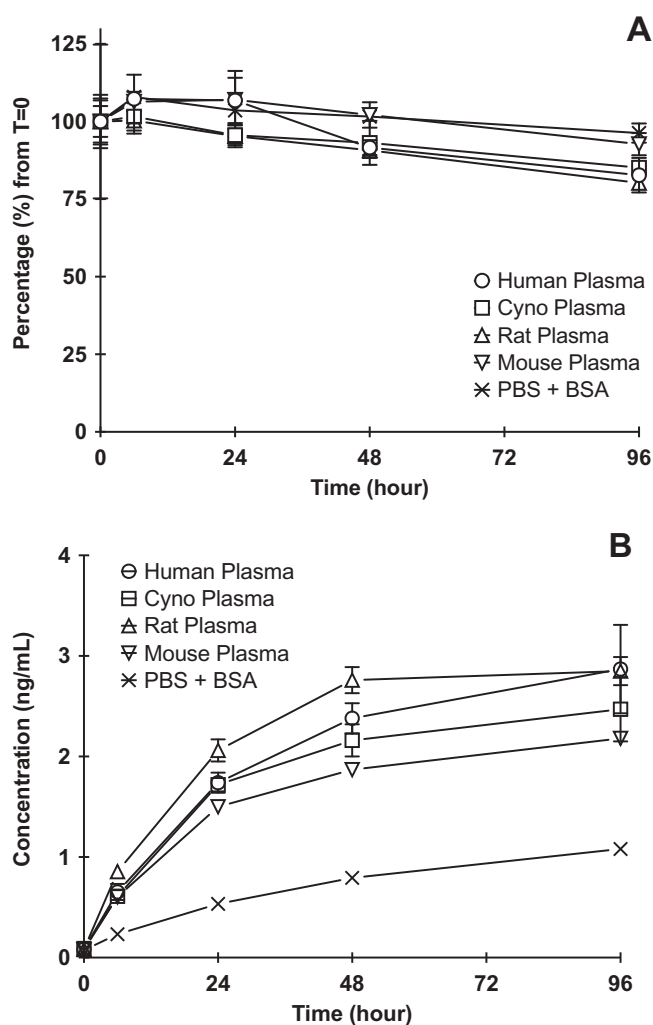 A
125
100
75
50
25
0
Percentage (%) from T=0
Human Plasma
Cyno Plasma
Rat Plasma
Mouse Plasma
PBS + BSA
0 24 48 72 96
Time (hour)
B
4
3
2
1
0
Concentration (ng/mL)
Human Plasma
Cyno Plasma
Rat Plasma
Mouse Plasma
PBS + BSA
0 24 48 72 96
Time (hour)